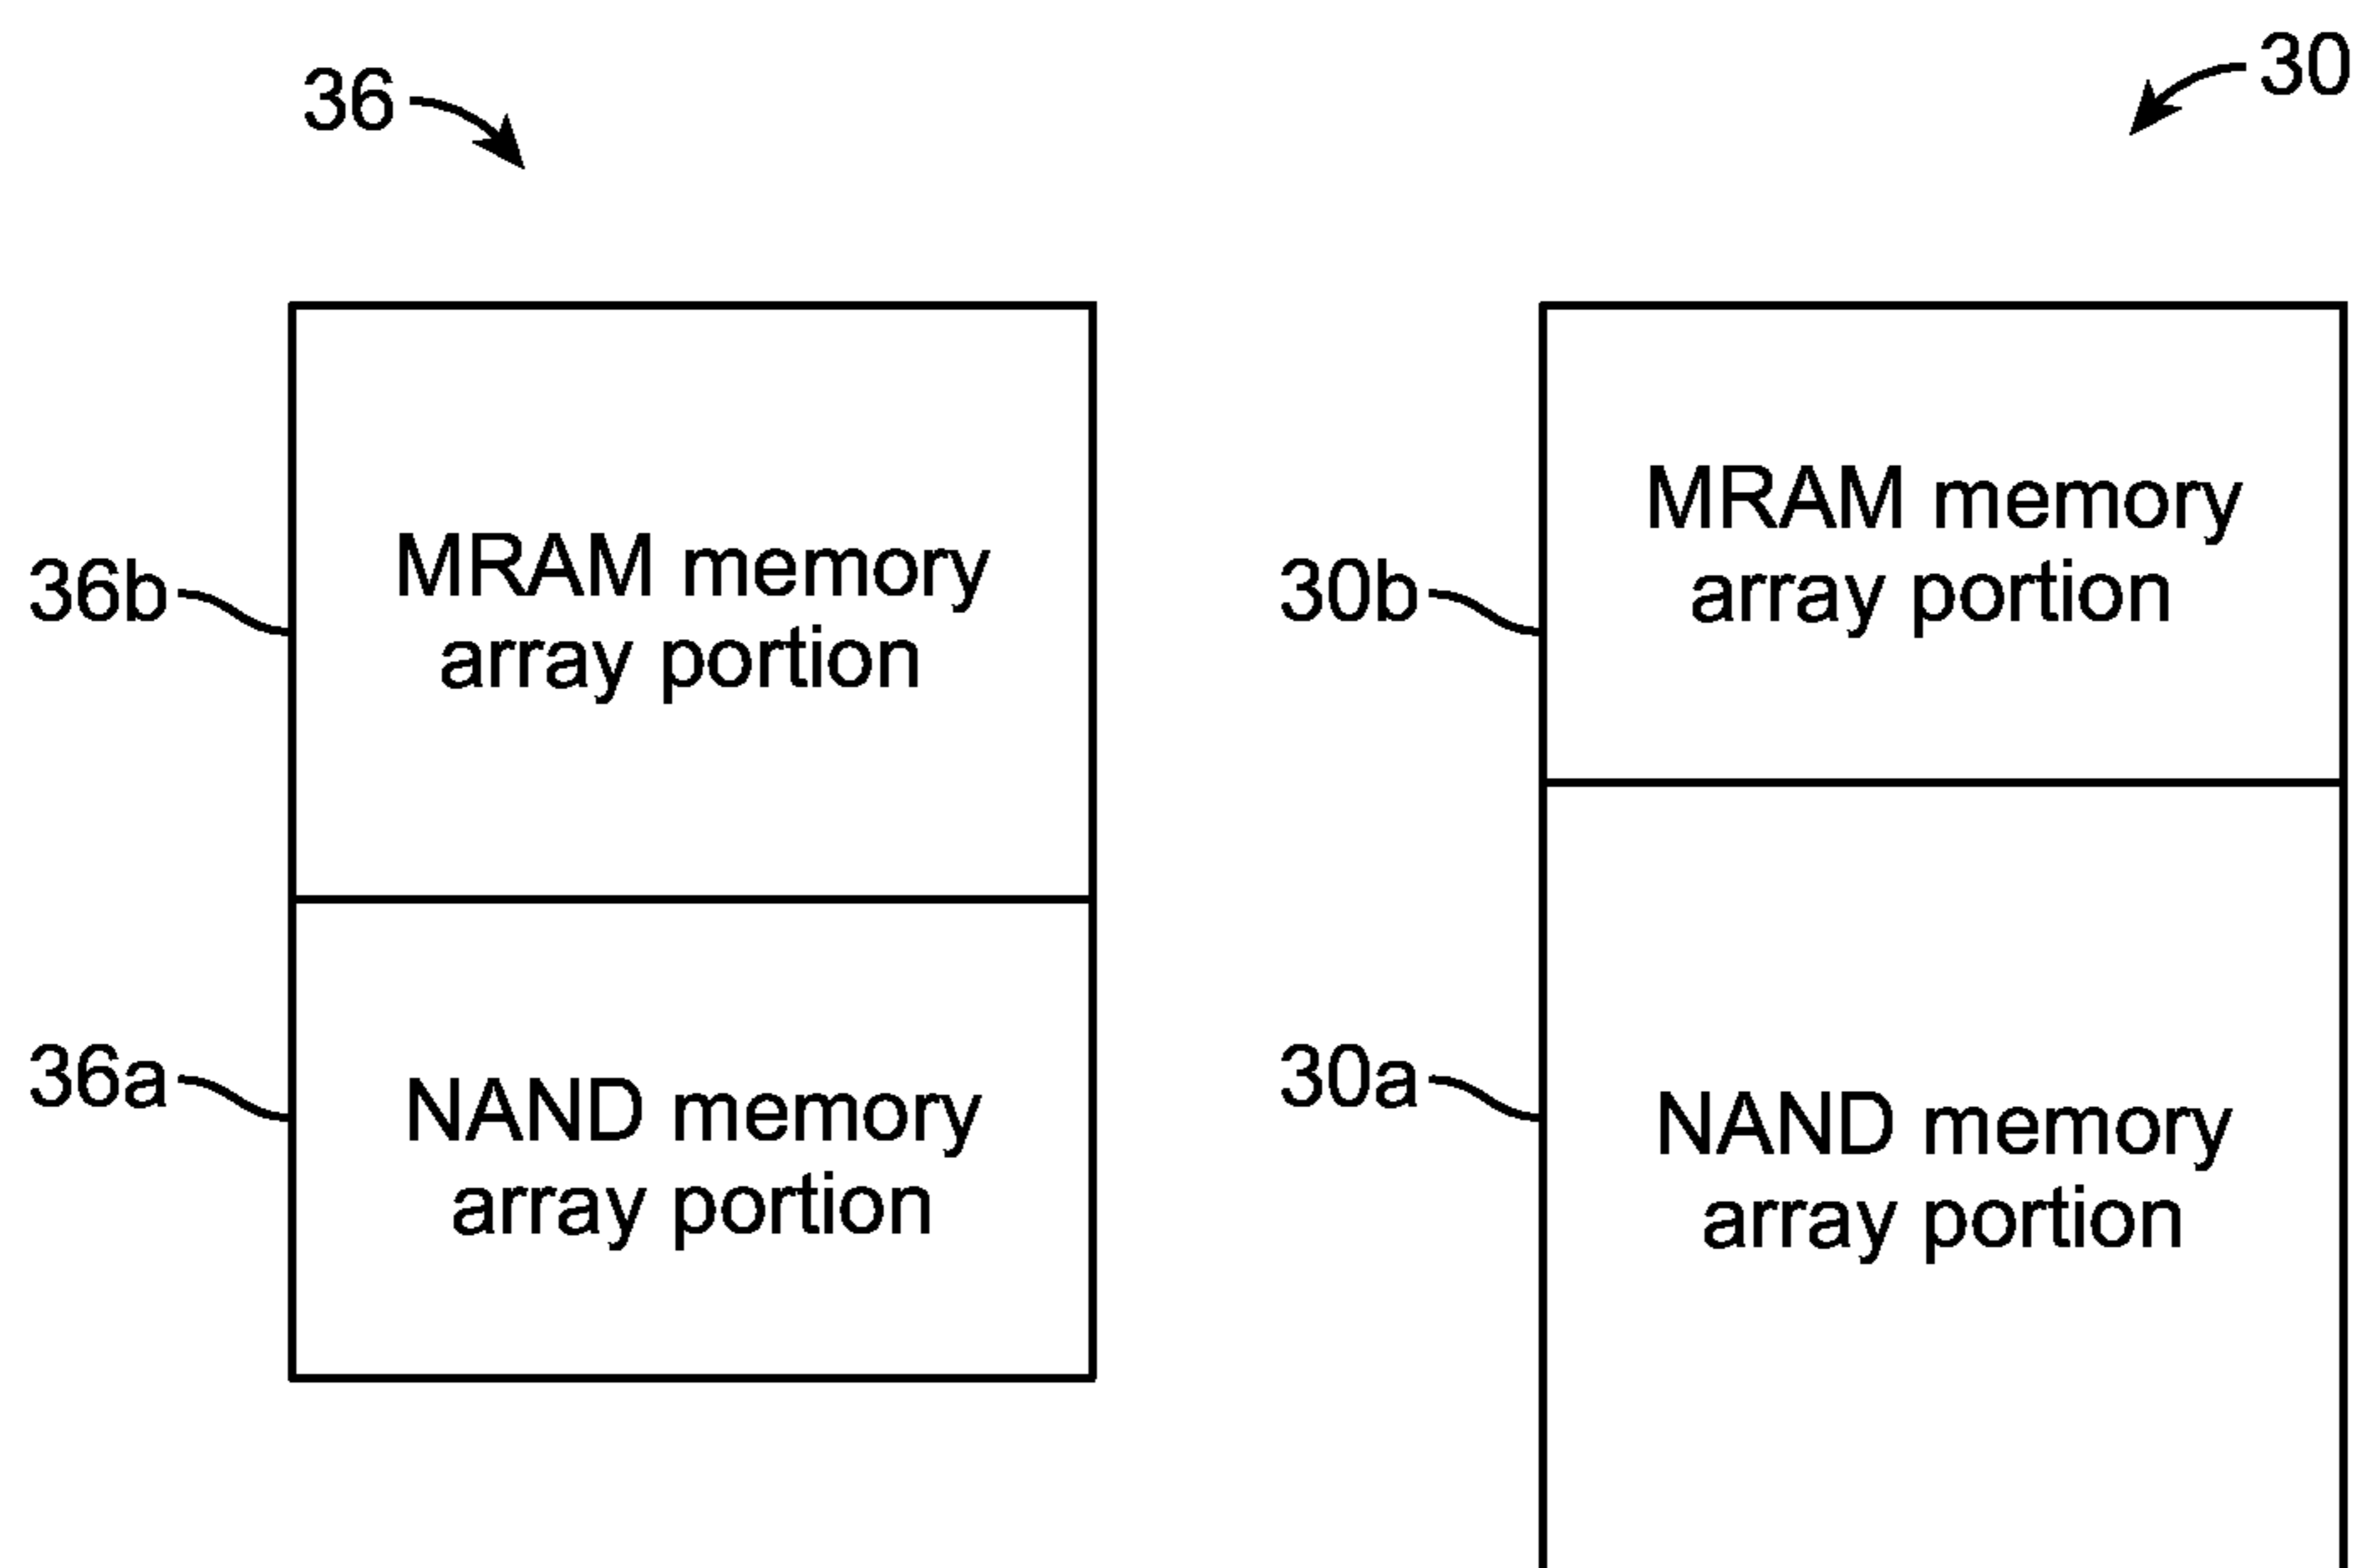 36
30
MRAM memory
array portion
36b
NAND memory
array portion
36a
MRAM memory
array portion
30b
NAND memory
array portion
30a